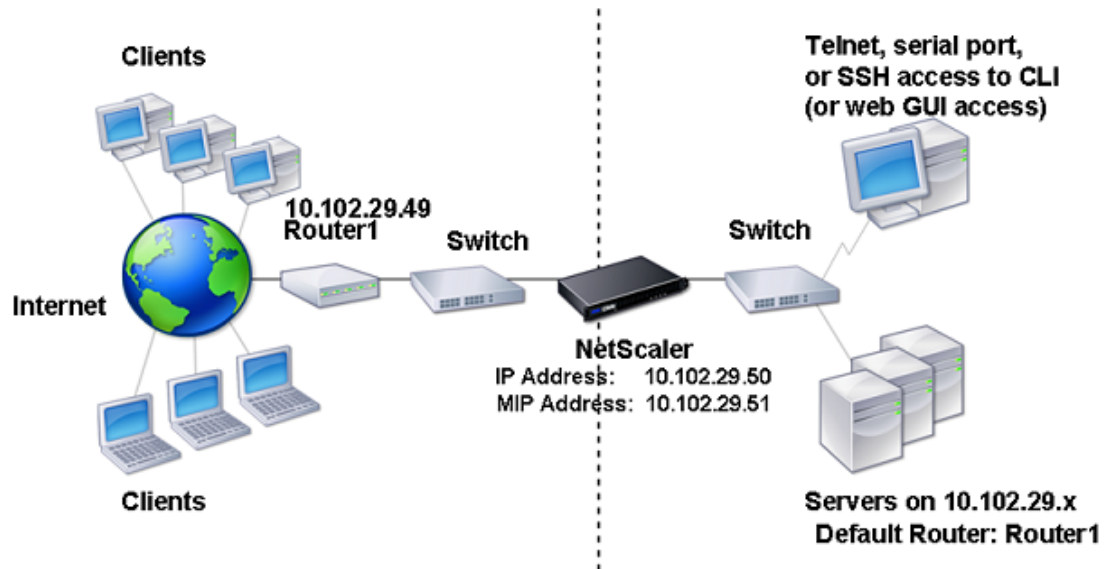 Clients
Telnet, serial port,
or SSH access to CLI
(or web GUI access)
10.102.29.49
Router1
Switch
Switch
Internet
NetScaler
IP Address: 10.102.29.50
MIP Address: 10.102.29.51
Clients
Servers on 10.102.29.x
Default Router: Router1